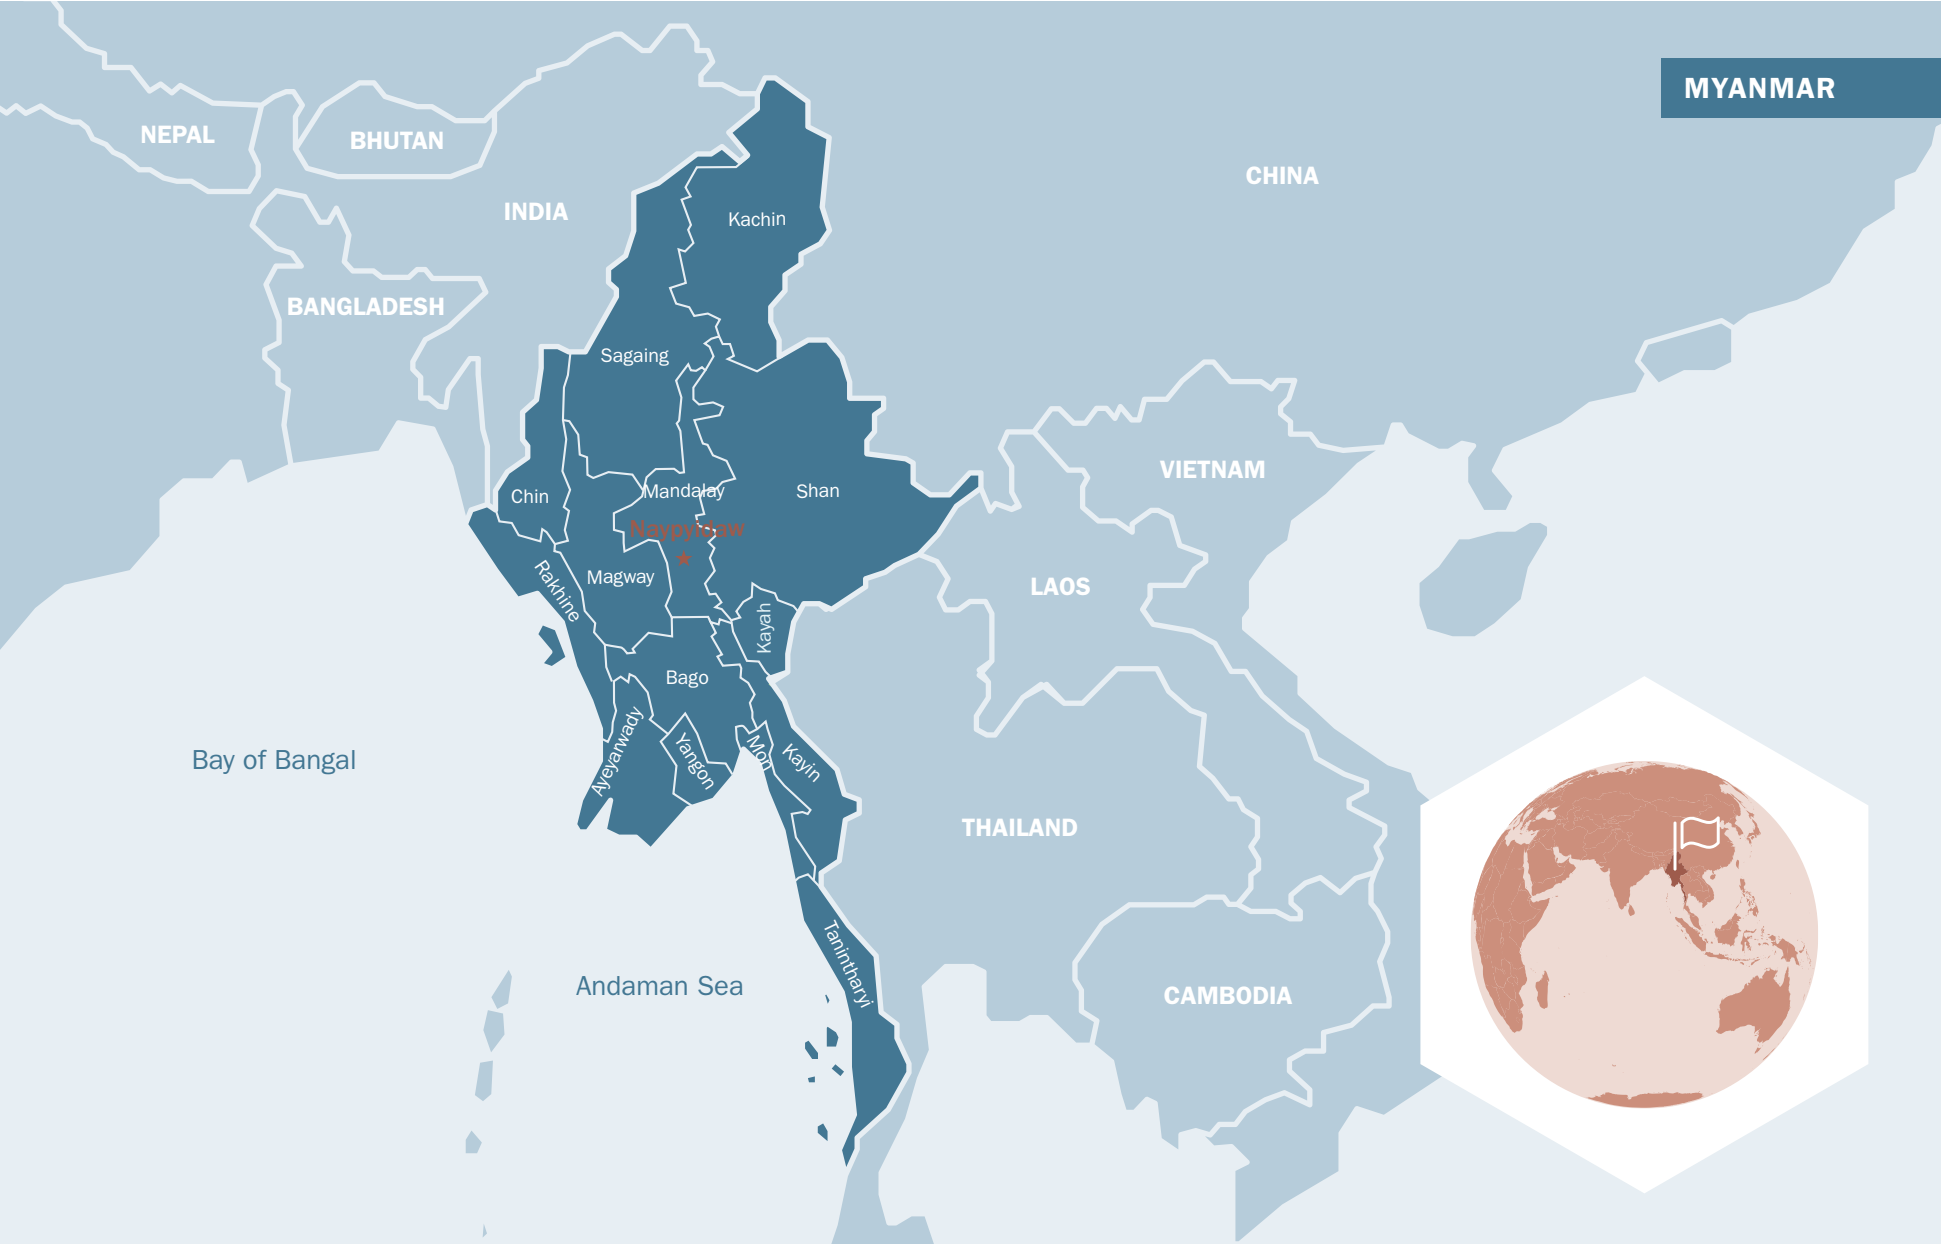 MYANMAR
NEPAL
BHUTAN
CHINA
INDIA
Kachin
BANGLADESH
Sagaing
VIETNAM
Chin
Mandalay
Shan
Naypyidaw
Rakhine
Magway
LAOS
Kayah
Bago
Ayeyarwady
Yangon
Mon
Kayin
Bay of Bangal
THAILAND
Tanintharyi
Andaman Sea
CAMBODIA